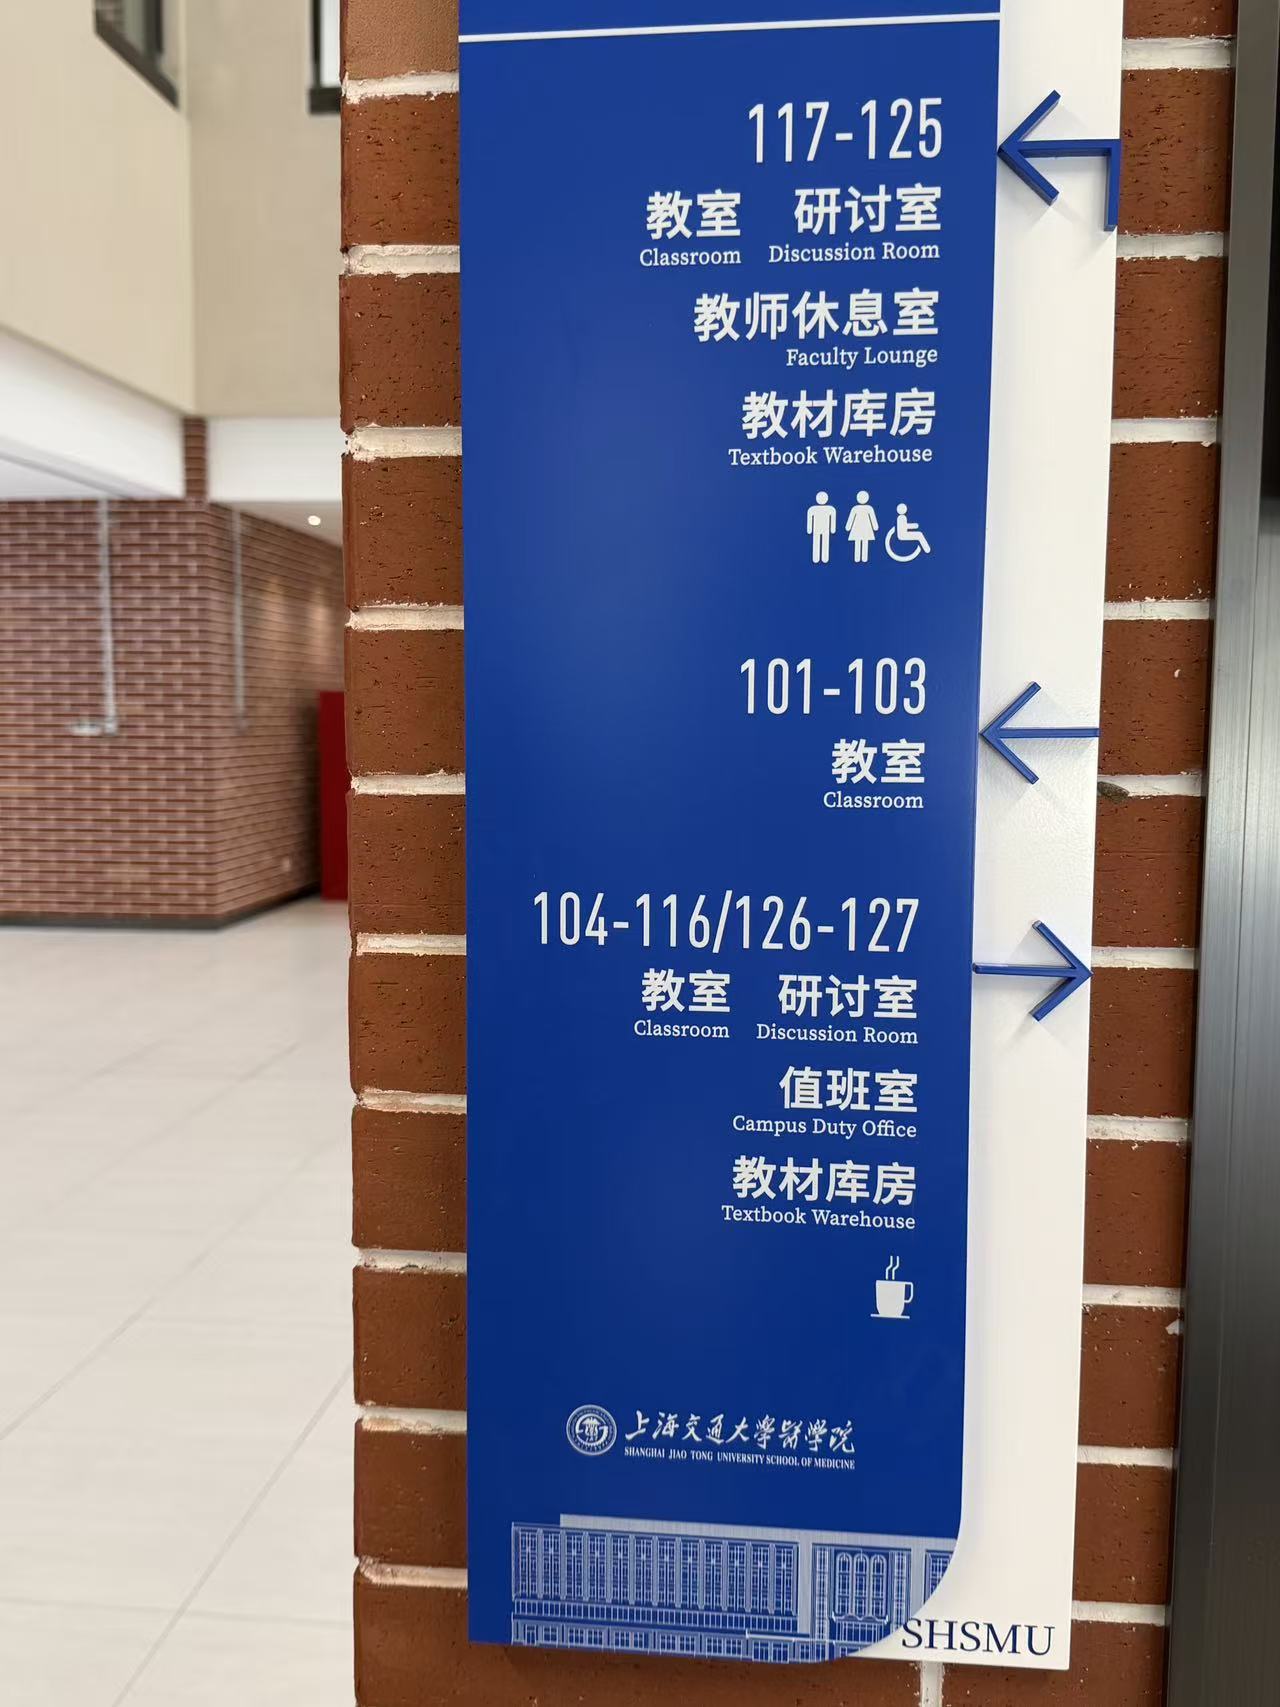 117-125
教室 研讨室
Classroom Discussion Room
教师休息室
Faculty Lounge
教材库房
Textbook Warehouse
101-103
教室
Classroom
104-116/126-127
教室 研讨室
Classroom Discussion Room
值班室
Campus Duty Office
教材库房
Textbook Warehouse
上海交通大學醫學院
SHANGHAI JIAO TONG UNIVERSITY SCHOOL OF MEDICINE
SHSMU